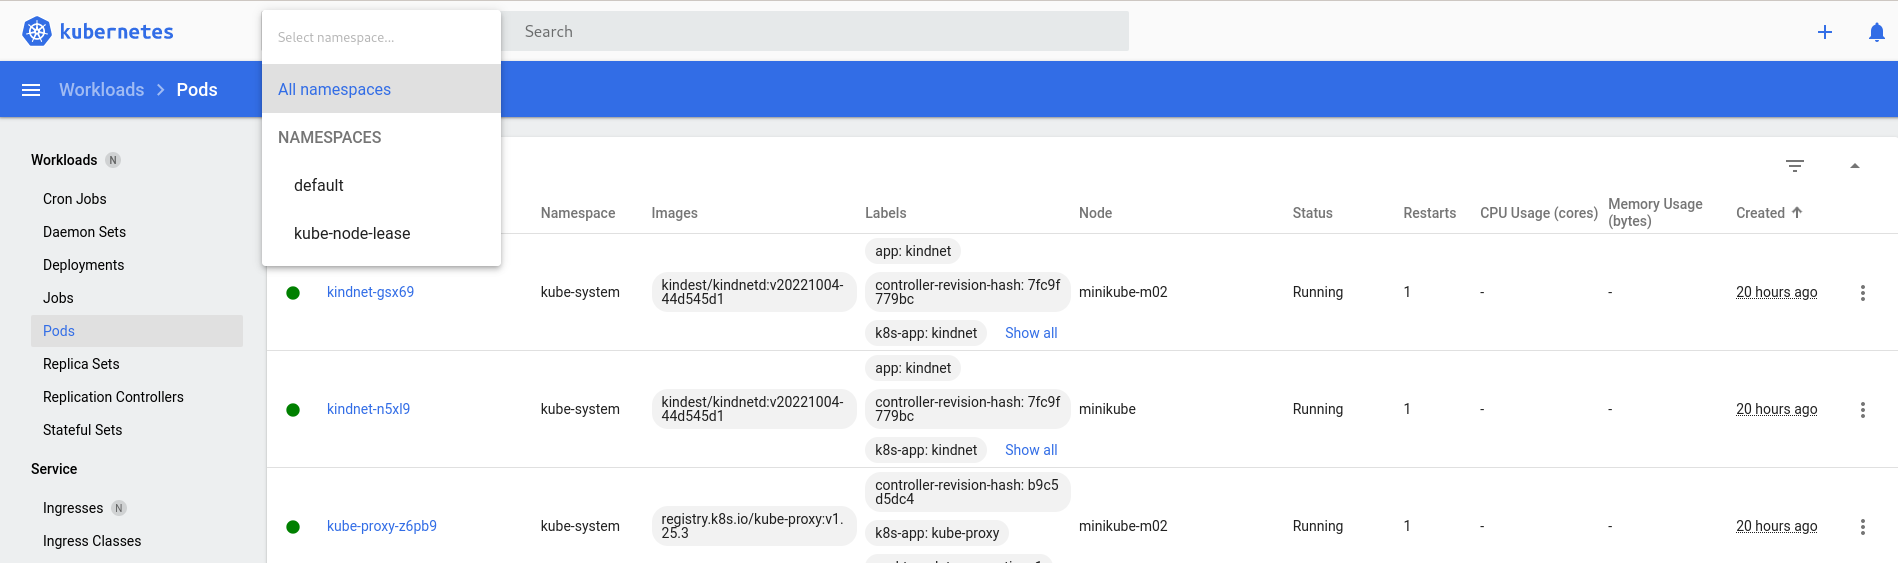 kubernetes
Select namespace...
Search
Workloads > Pods
All namespaces
NAMESPACES
default
kube-node-lease
Workloads N
Cron Jobs
Daemon Sets
Deployments
Jobs
Pods
Replica Sets
Replication Controllers
Stateful Sets
Service
Ingresses N
Ingress Classes
Namespace
Images
Labels
Node
Status
Restarts
CPU Usage (cores)
Memory Usage
(bytes)
Created
kindnet-gsx69
kube-system
kindest/kindnetd:v20221004-
44d545d1
app: kindnet
controller-revision-hash: 7fc9f
779bc
k8s-app: kindnet
Show all
minikube-m02
Running
1
-
-
20 hours ago
kindnet-n5xl9
kube-system
kindest/kindnetd:v20221004-
44d545d1
app: kindnet
controller-revision-hash: 7fc9f
779bc
k8s-app: kindnet
Show all
minikube
Running
1
-
-
20 hours ago
kube-proxy-z6pb9
kube-system
registry.k8s.io/kube-proxy:v1.
25.3
controller-revision-hash: b9c5
d5dc4
k8s-app: kube-proxy
minikube-m02
Running
1
-
-
20 hours ago